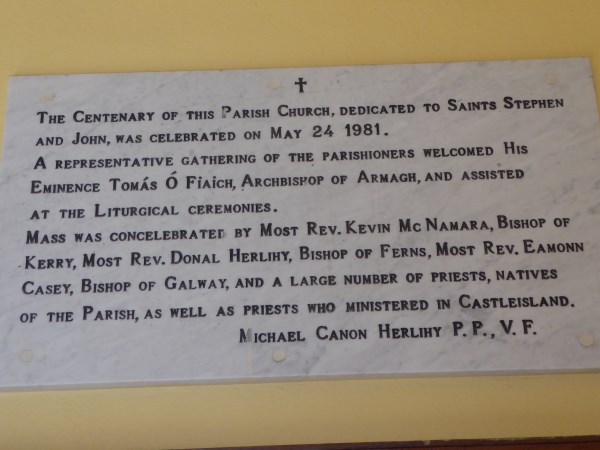 The Centenary of this Parish Church, dedicated to Saints Stephen
and John, was celebrated on May 24 1981.
A representative gathering of the parishioners welcomed His
Eminence Tomás Ó Fiaich, Archbishop of Armagh, and assisted
at the Liturgical ceremonies.
Mass was concelebrated by Most Rev. Kevin Mc Namara, Bishop of
Kerry, Most Rev. Donal Herlihy, Bishop of Ferns, Most Rev. Eamonn
Casey, Bishop of Galway, and a large number of priests, natives
of the Parish, as well as priests who ministered in Castleisland.
Michael Canon Herlihy P.P., V.F.